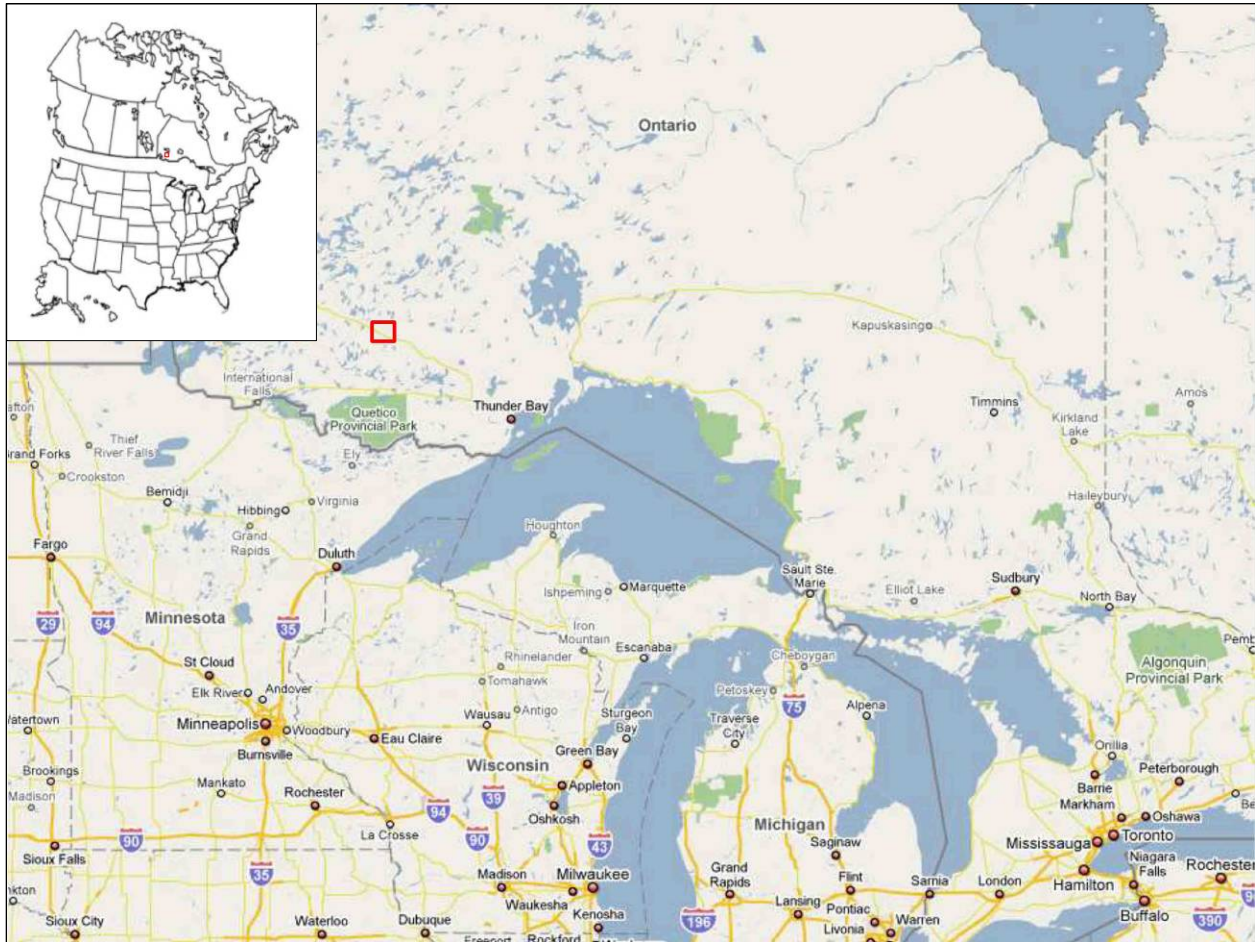 Ontario
Kapuskasing
International
Falls
Quetico
Provincial Park
Thunder Bay
Timmins
Amos
Kirkland
Lake
Thief
River Falls
Grand Forks
Crookston
Ely
Bemidji
Hibbing
Virginia
Grand
Rapids
Haileybury
Houghton
Fargo
Duluth
Marquette
Ishpeming
Sault Ste.
Marie
Elliot Lake
Sudbury
North Bay
29
94
Minnesota
35
Iron
Mountain
Escanaba
Rhinelander
Cheboygan
Algonquin
Provincial Park
St Cloud
Elk River
Andover
Tomahawk
Petoskey
75
Alpena
Minneapolis
Woodbury
Antigo
Wausau
Sturgeon
Bay
Traverse
City
Burnsville
Eau Claire
Green Bay
Orillia
Brookings
Madison
Mankato
Rochester
Wisconsin
Appleton
Oshkosh
39
94
Barrie
Peterborough
Markham
Oshawa
90
La Crosse
90
43
Michigan
Saginaw
Mississauga
Toronto
Sioux Falls
35
Madison
Milwaukee
Waukesha
Kenosha
Grand
Rapids
Flint
Sarnia
London
Hamilton
Niagara
Falls
Rochester
Lansing
Pontiac
Warren
Livonia
196
Buffalo
390
Sioux City
Waterloo
Dubuque
Rockford